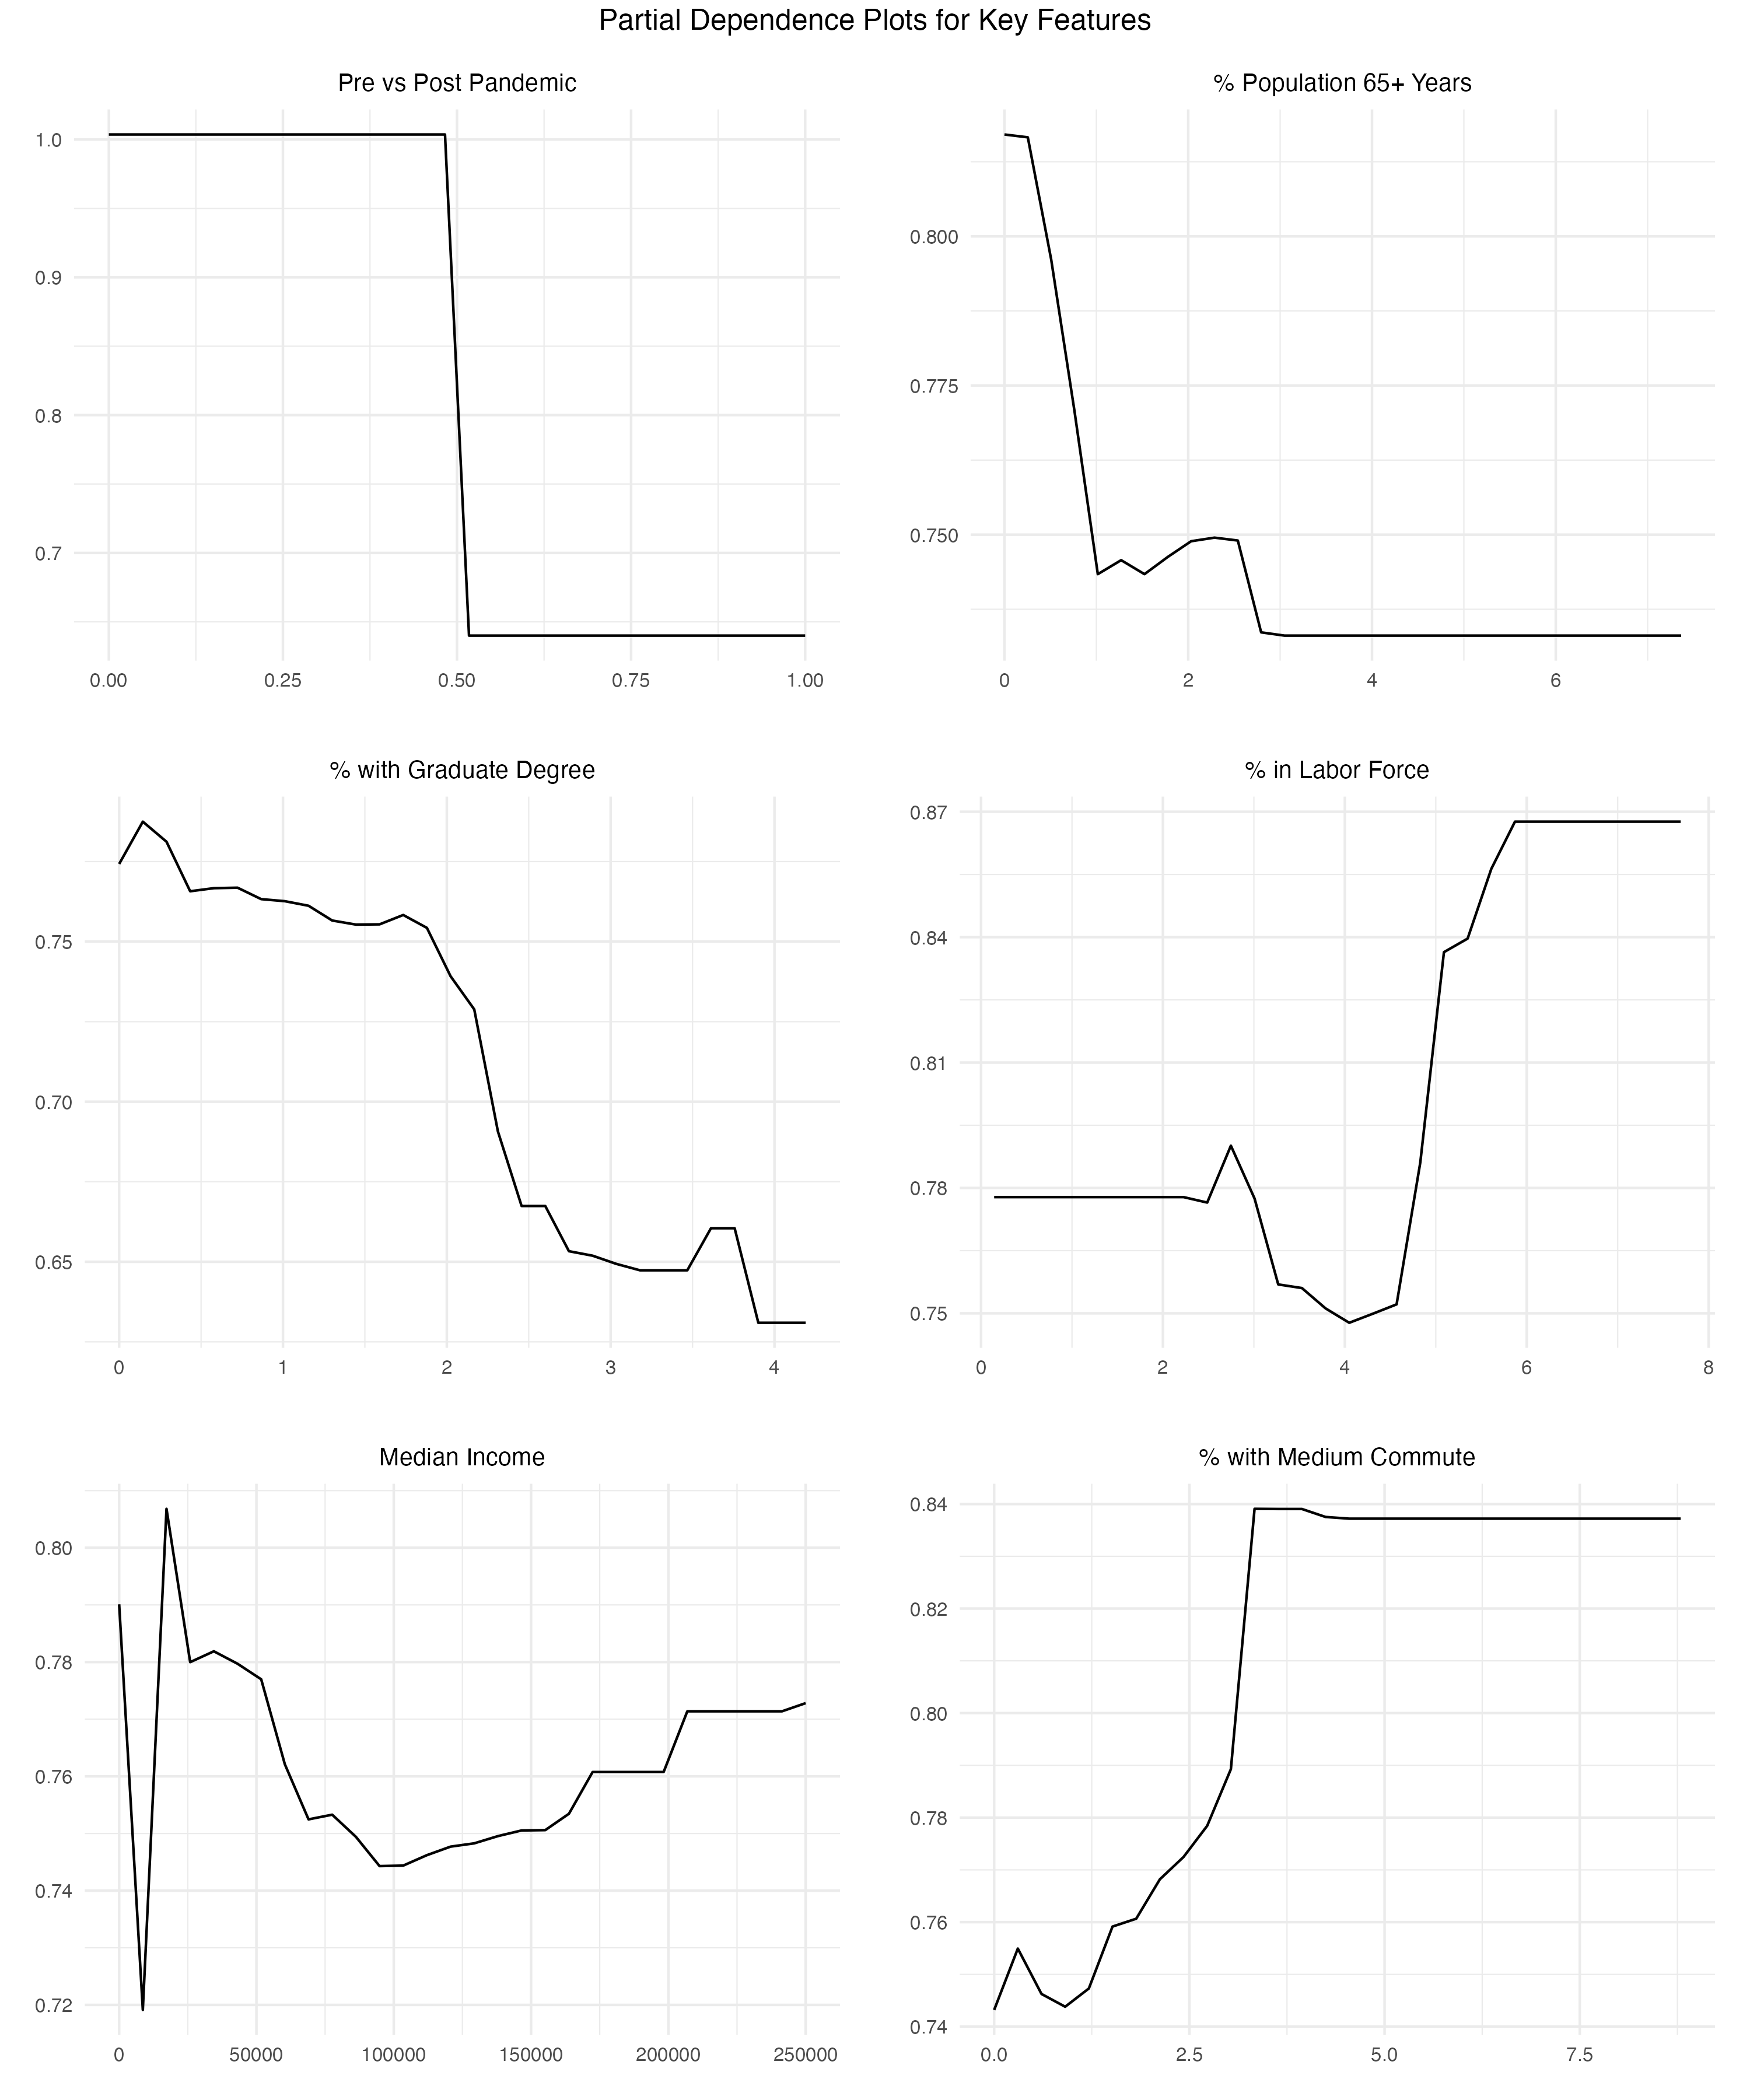 Partial Dependence Plots for Key Features
Pre vs Post Pandemic
1.0
0.9
0.8
0.7
0.00 0.25 0.50 0.75 1.00
% Population 65+ Years
0.800
0.775
0.750
0 2 4 6
% with Graduate Degree
0.75
0.70
0.65
0 1 2 3 4
% in Labor Force
0.87
0.84
0.81
0.78
0.75
0 2 4 6 8
Median Income
0.80
0.78
0.76
0.74
0.72
0 50000 100000 150000 200000 250000
% with Medium Commute
0.84
0.82
0.80
0.78
0.76
0.74
0.0 2.5 5.0 7.5